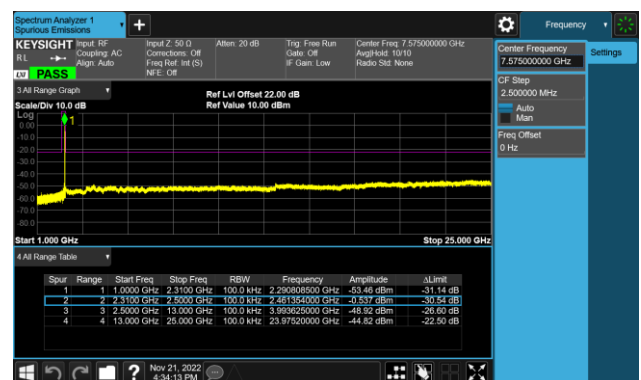 Spectrum Analyzer 1
Spurious Emissions
Frequency
KEYSIGHT Input: RF Input Z: 50 Ω Atten: 20 dB Trig: Free Run Center Freq: 7.575000000 GHz
RL Coupling: AC Corrections: Off Gate: Off Avg|Hold: 10/10
Align: Auto Freq Ref: Int (S) IF Gain: Low Radio Std: None
LXI PASS NFE: Off
Center Frequency
7.575000000 GHz
Settings
CF Step
2.500000 MHz
Auto
Man
Freq Offset
0 Hz
3 All Range Graph
Ref Lvl Offset 22.00 dB
Scale/Div 10.0 dB Ref Value 10.00 dBm
Log
1
0.00
-10.0
-20.0
-30.0
-40.0
-50.0
-60.0
-70.0
-80.0
Start 1.000 GHz Stop 25.000 GHz
4 All Range Table
Spur Range Start Freq Stop Freq RBW Frequency Amplitude ΔLimit
1 1 1.0000 GHz 2.3100 GHz 100.0 kHz 2.290808500 GHz -53.46 dBm -31.14 dB
2 2 2.3100 GHz 2.5000 GHz 100.0 kHz 2.461354000 GHz -0.537 dBm -30.54 dB
3 3 2.5000 GHz 13.000 GHz 100.0 kHz 3.993625000 GHz -48.92 dBm -26.60 dB
4 4 13.000 GHz 25.000 GHz 100.0 kHz 23.97520000 GHz -44.82 dBm -22.50 dB
? Nov 21, 2022
4:34:13 PM